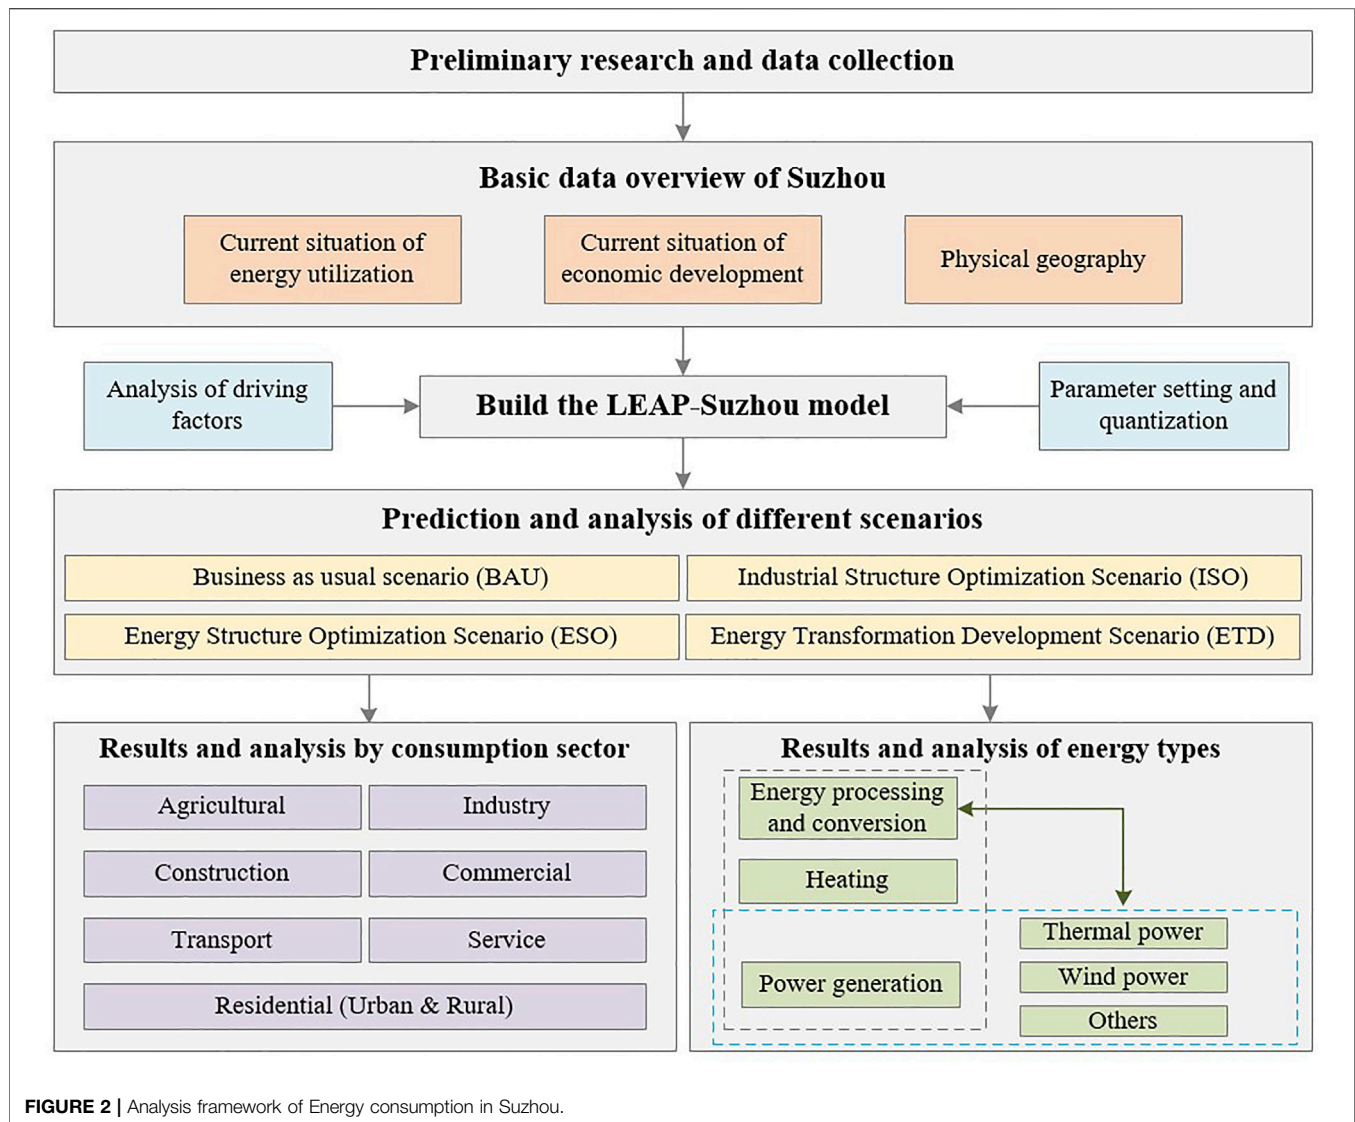 Preliminary research and data collection
Basic data overview of Suzhou
Current situation of
energy utilization
Current situation of
economic development
Physical geography
Analysis of driving
factors
Build the LEAP-Suzhou model
Parameter setting and
quantization
Prediction and analysis of different scenarios
Business as usual scenario (BAU)
Industrial Structure Optimization Scenario (ISO)
Energy Structure Optimization Scenario (ESO)
Energy Transformation Development Scenario (ETD)
Results and analysis by consumption sector
Agricultural
Industry
Construction
Commercial
Transport
Service
Residential (Urban & Rural)
Results and analysis of energy types
Energy processing
and conversion
Heating
Power generation
Thermal power
Wind power
Others
FIGURE 2 | Analysis framework of Energy consumption in Suzhou.